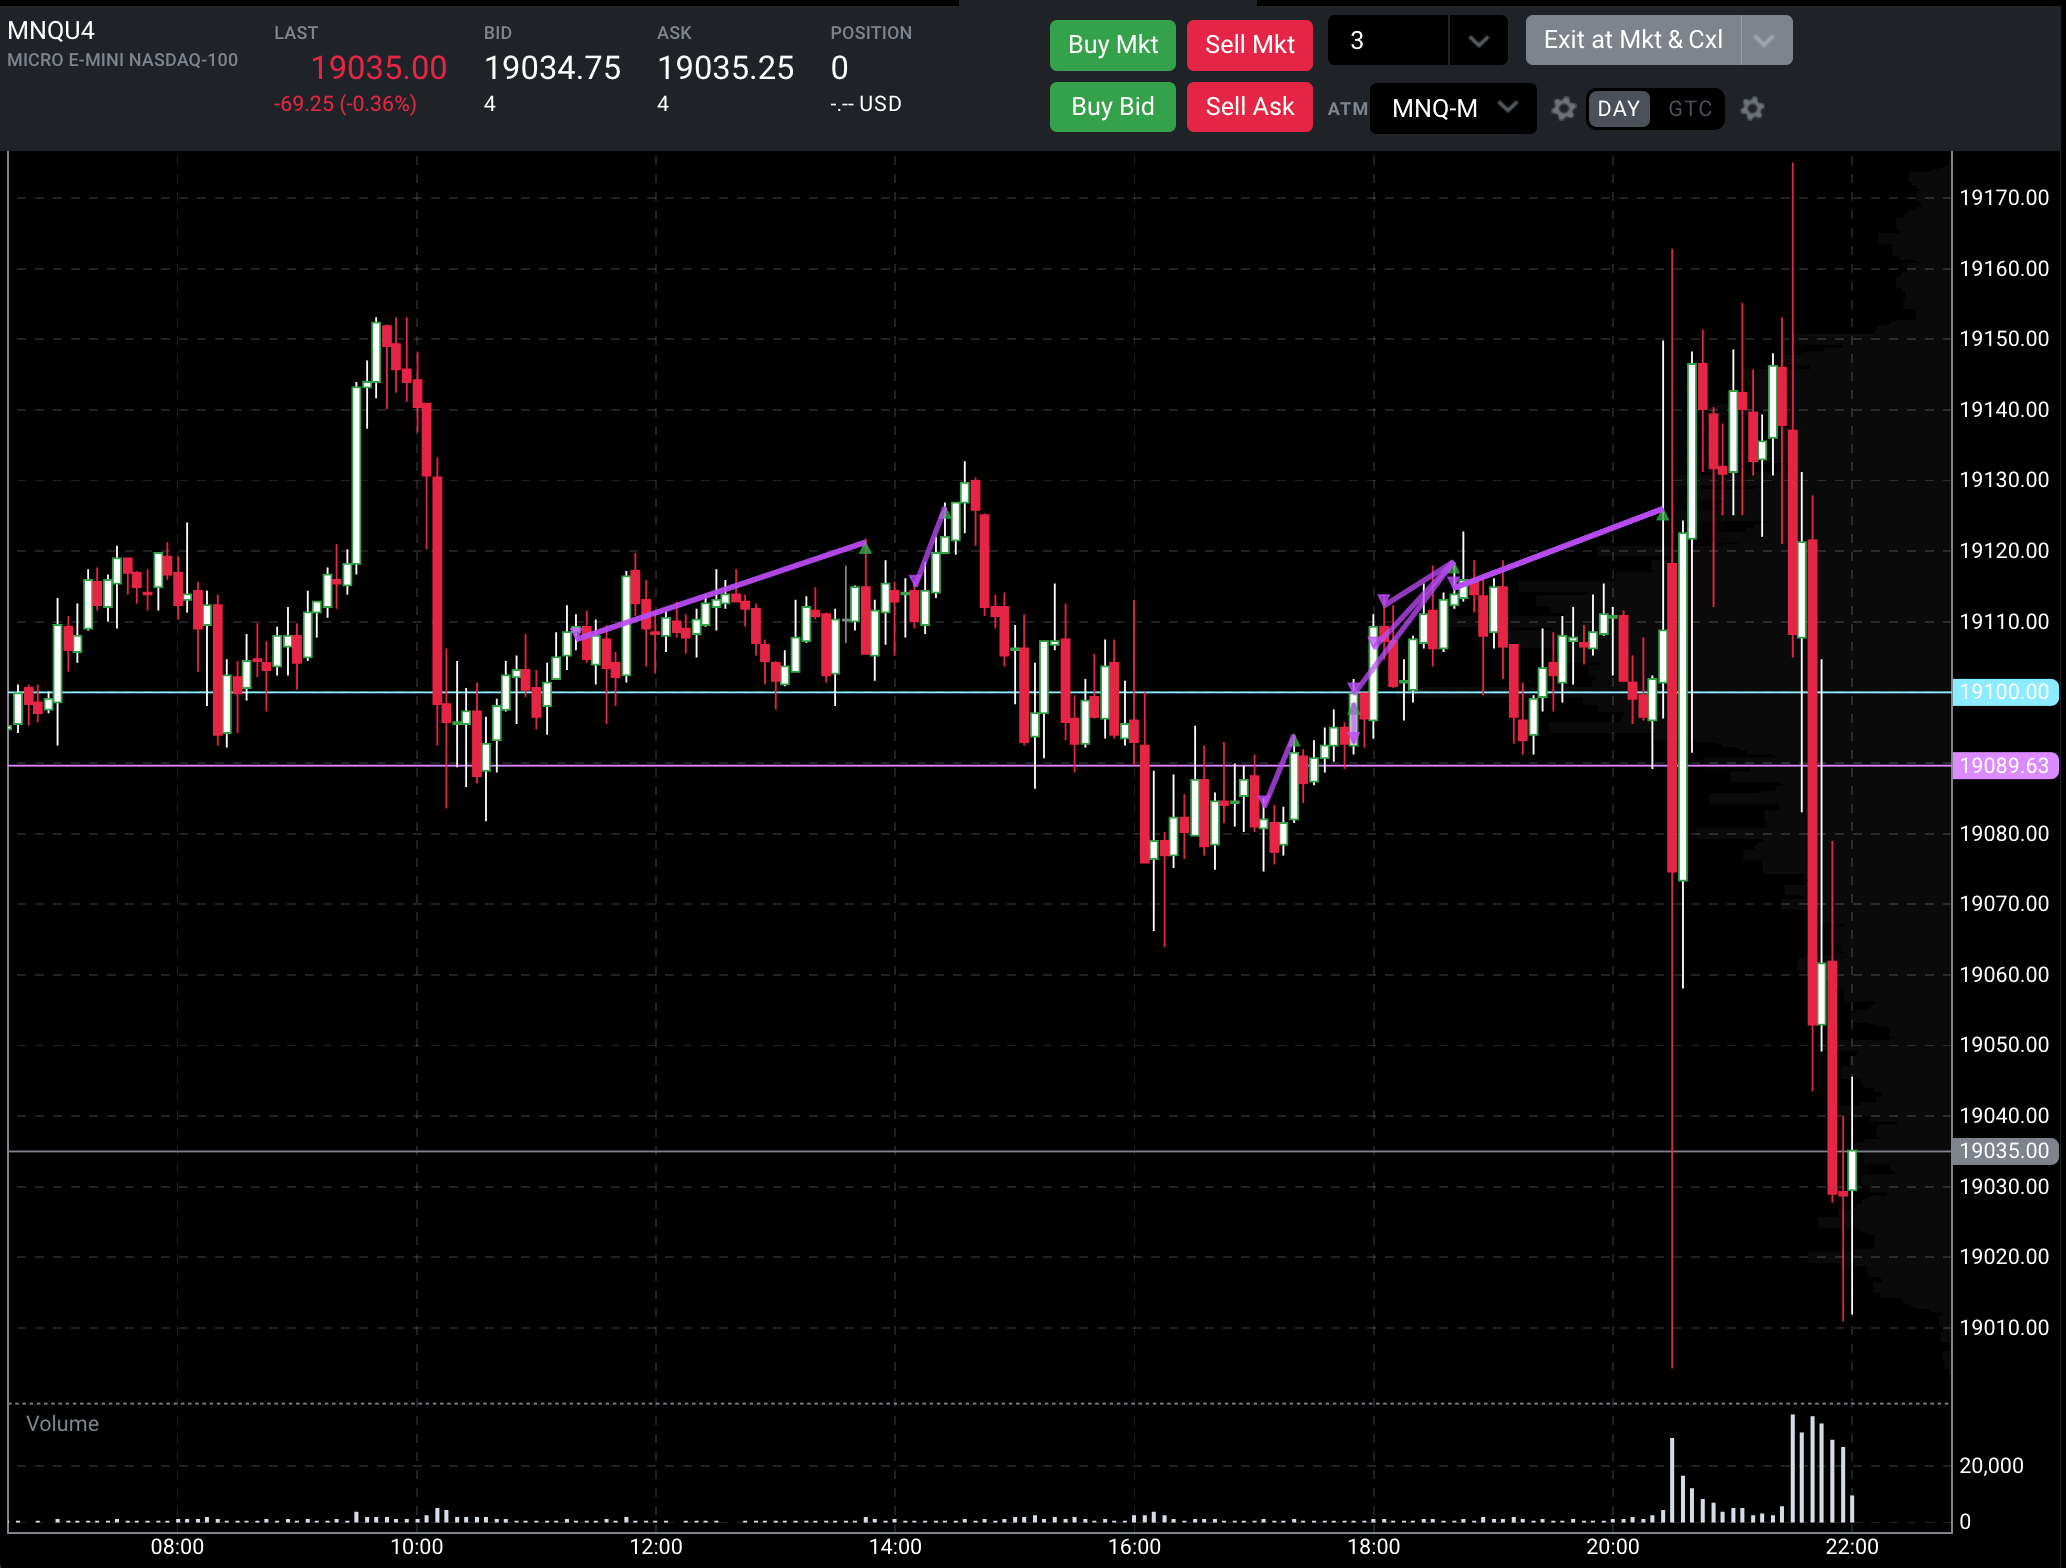 MNQU4
MICRO E-MINI NASDAQ-100
LAST
19035.00
-69.25 (-0.36%)
BID
19034.75
4
ASK
19035.25
4
POSITION
0
-.-- USD
Buy Mkt
Sell Mkt
3
Exit at Mkt & Cxl
Buy Bid
Sell Ask
ATM
MNQ-M
DAY
GTC
19170.00
19160.00
19150.00
19140.00
19130.00
19120.00
19110.00
19100.00
19089.63
19080.00
19070.00
19060.00
19050.00
19040.00
19035.00
19030.00
19020.00
19010.00
Volume
20,000
0
08:00
10:00
12:00
14:00
16:00
18:00
20:00
22:00